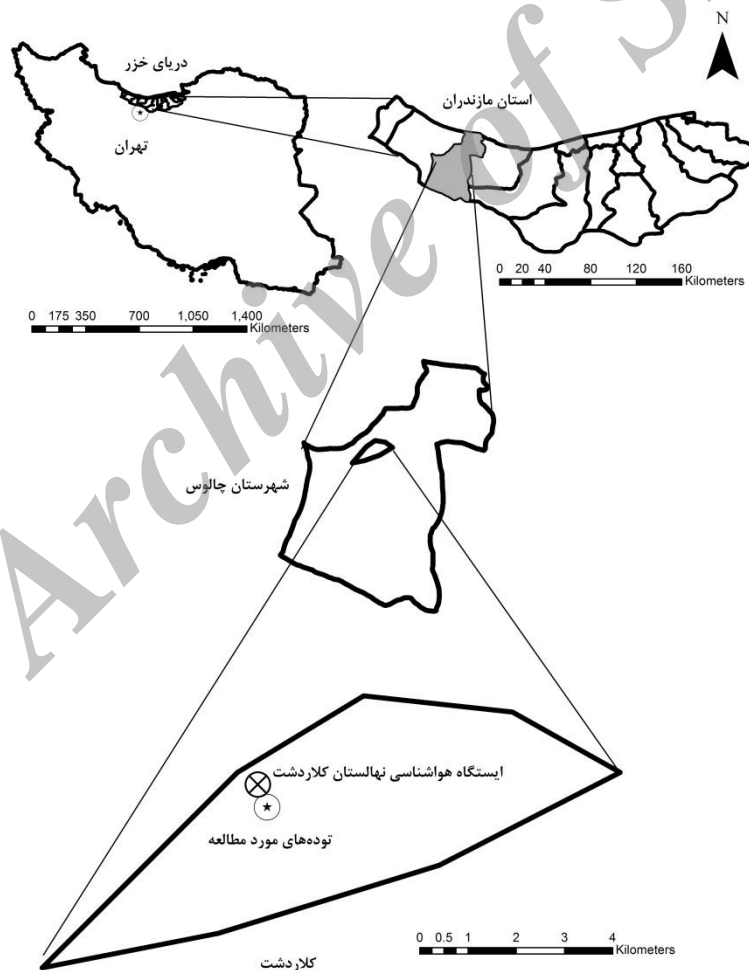 N
دریای خزر
استان مازندران
تهران
0 20 40 80 120 160
Kilometers
0 175 350 700 1,050 1,400
Kilometers
شهرستان چالوس
ایستگاه هواشناسی نهالستان کلاردشت
توده‌های مورد مطالعه
0 0.5 1 2 3 4
Kilometers
کلاردشت
Archive of S